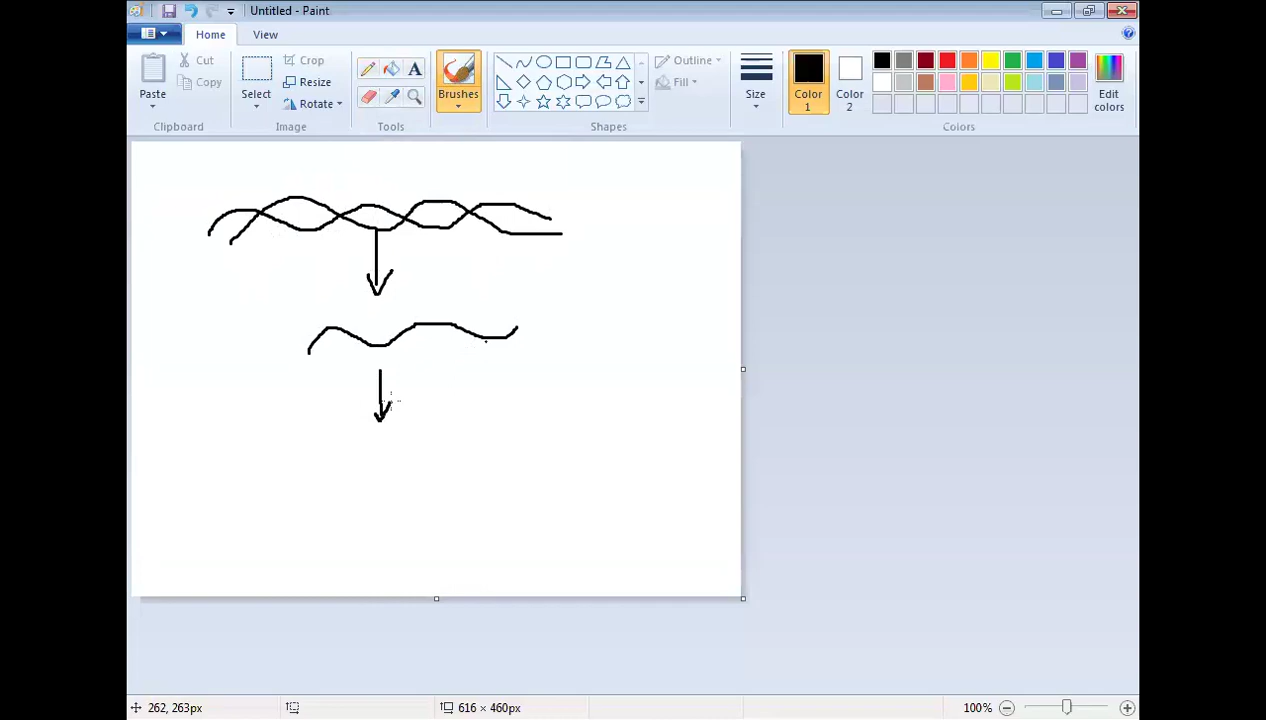 Untitled - Paint
Home View
Paste
Cut
Copy
Clipboard
Select
Crop
Resize
Rotate
Image
Tools
Brushes
Shapes
Outline
Fill
Size
Color 1
Color 2
Edit colors
Colors
262, 263px
616 × 460px
100%